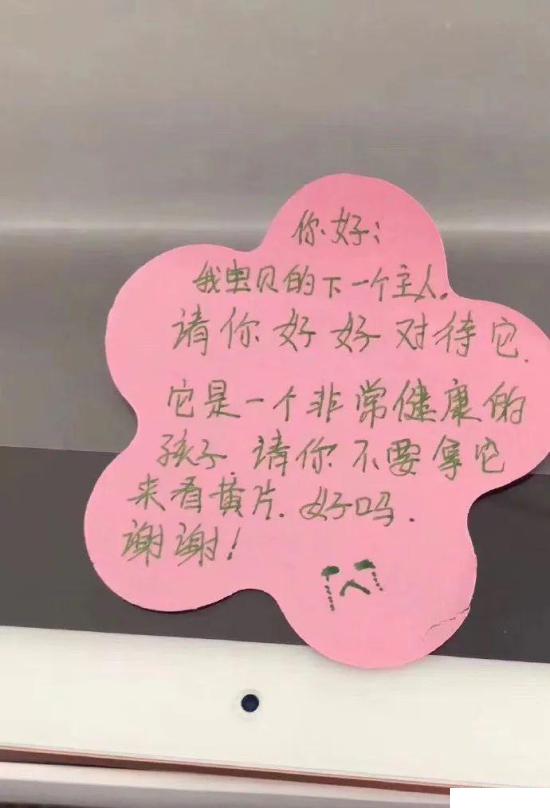 你好:
我虫贝的下一个主人.
请你好好对待它.
它是一个非常健康的
孩子.请你不要拿它
来看黄片.好吗.
谢谢!